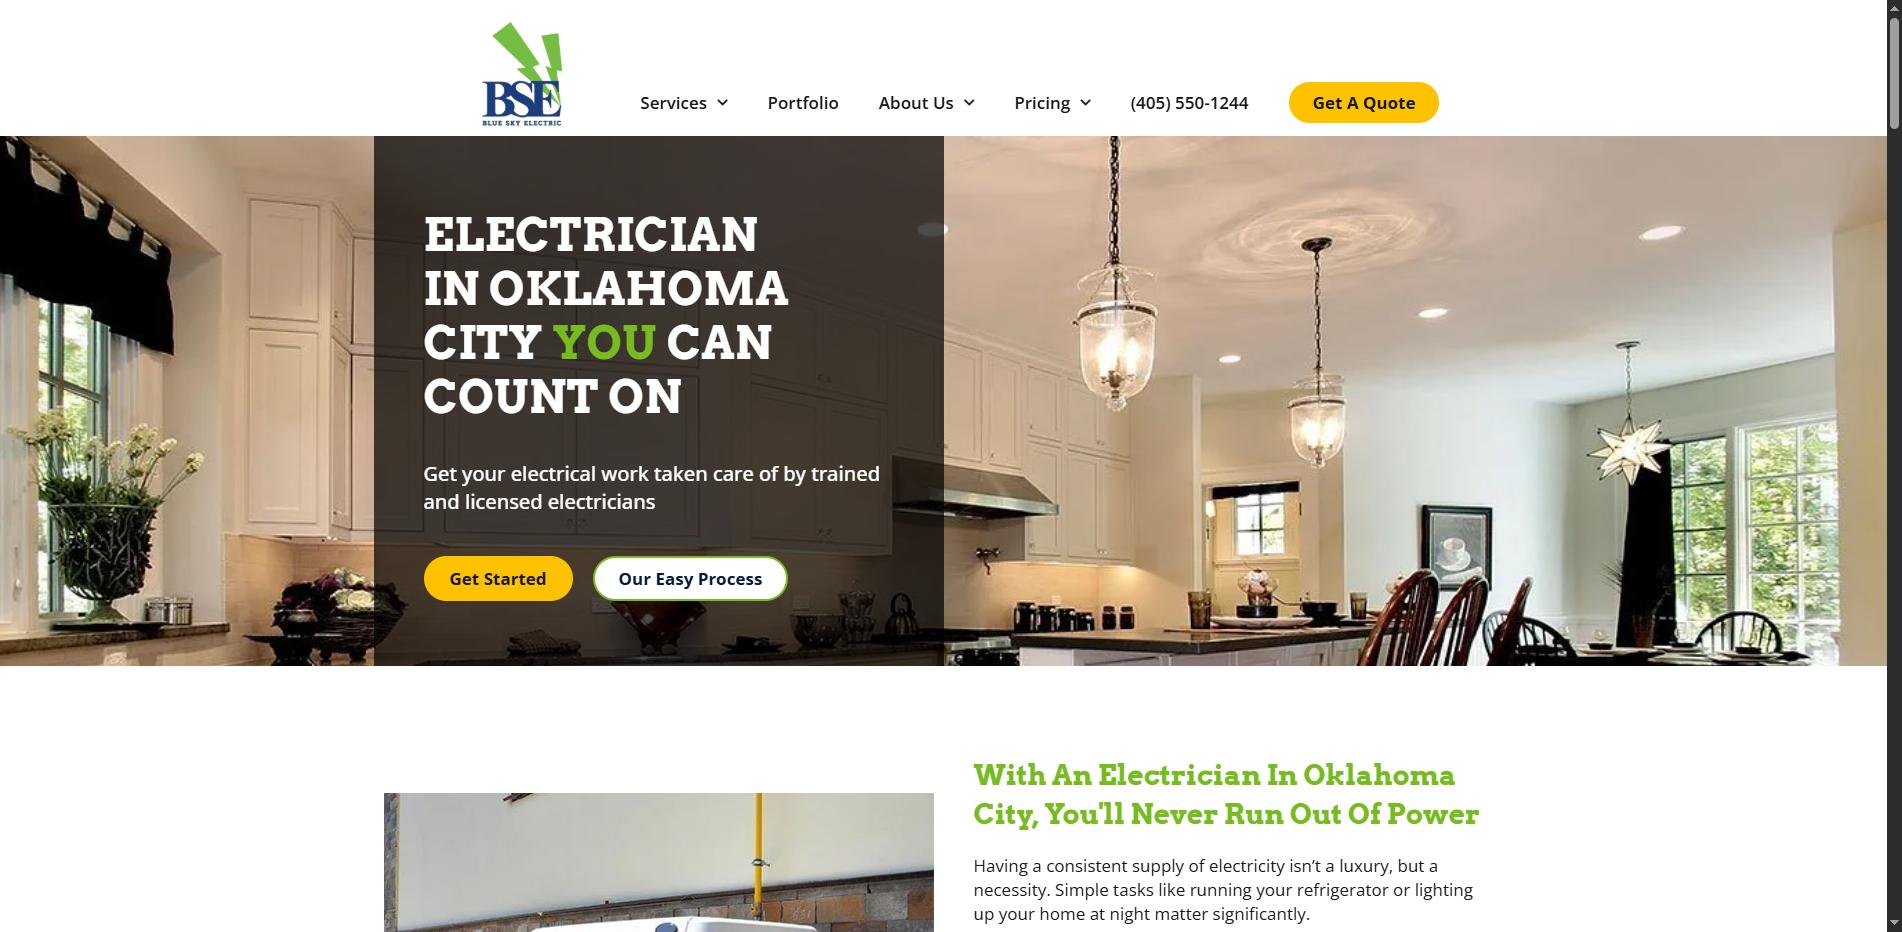 BSE
BLUE SKY ELECTRIC
Services
Portfolio
About Us
Pricing
(405) 550-1244
Get A Quote
ELECTRICIAN
IN OKLAHOMA
CITY YOU CAN
COUNT ON
Get your electrical work taken care of by trained
and licensed electricians
Get Started
Our Easy Process
With An Electrician In Oklahoma
City, You'll Never Run Out Of Power
Having a consistent supply of electricity isn’t a luxury, but a
necessity. Simple tasks like running your refrigerator or lighting
up your home at night matter significantly.